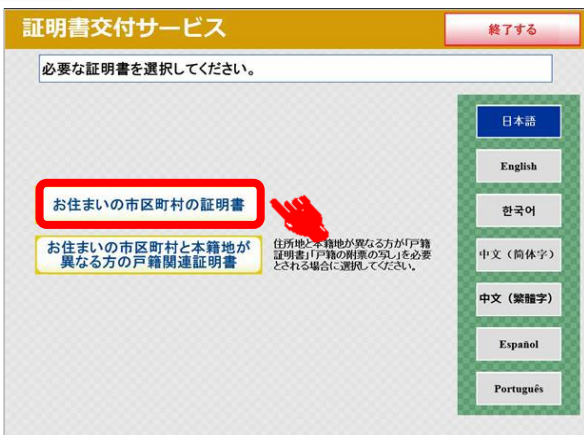 証明書交付サービス
終了する
必要な証明書を選択してください。
日本語
English
お住まいの市区町村の証明書
한국어
お住まいの市区町村と本籍地が
異なる方の戸籍関連証明書
住所地と本籍地が異なる方が「戸籍
証明書」「戸籍の附票の写し」を必要
とされる場合に選択してください。
中文（简体字）
中文（繁體字）
Español
Português